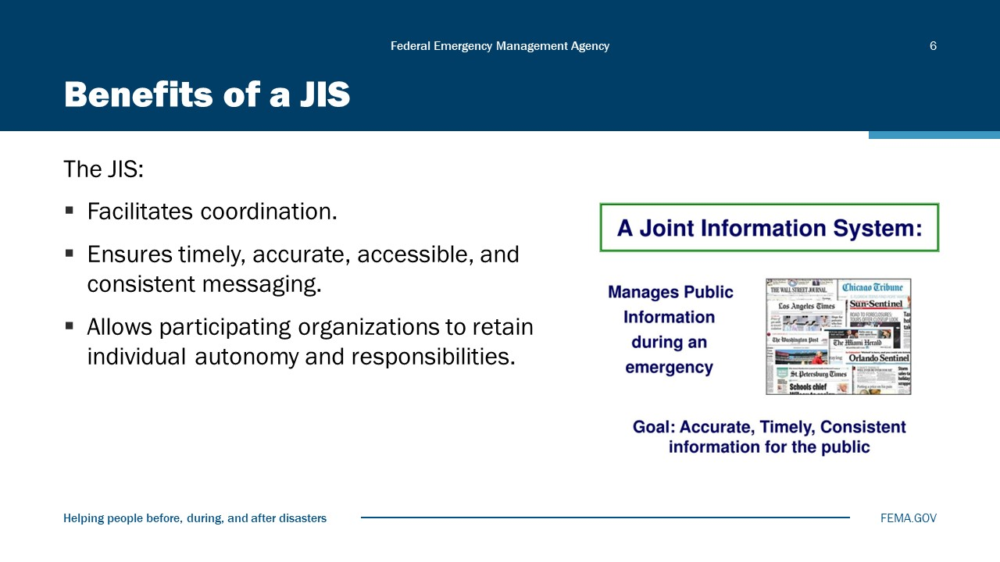 Federal Emergency Management Agency
6
Benefits of a JIS
The JIS:
▪ Facilitates coordination.
▪ Ensures timely, accurate, accessible, and
consistent messaging.
▪ Allows participating organizations to retain
individual autonomy and responsibilities.
A Joint Information System:
Manages Public
Information
during an
emergency
THE WALL STREET JOURNAL.
Chicago Tribune
Sun-Sentinel
Los Angeles Times
ROAD TO FORECLOSURES:
TOURS OFFER CLOSEUP LOOK
The Washington Post
The Miami Herald
Orlando Sentinel
St. Petersburg Times
Schools chief
Goal: Accurate, Timely, Consistent
information for the public
Helping people before, during, and after disasters
FEMA.GOV